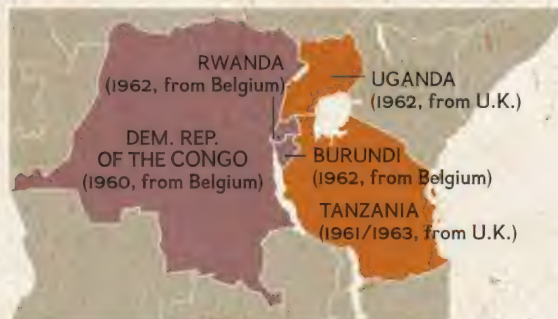 RWANDA
(1962, from Belgium)
UGANDA
(1962, from U.K.)
DEM. REP.
OF THE CONGO
(1960, from Belgium)
BURUNDI
(1962, from Belgium)
TANZANIA
(1961/1963, from U.K.)